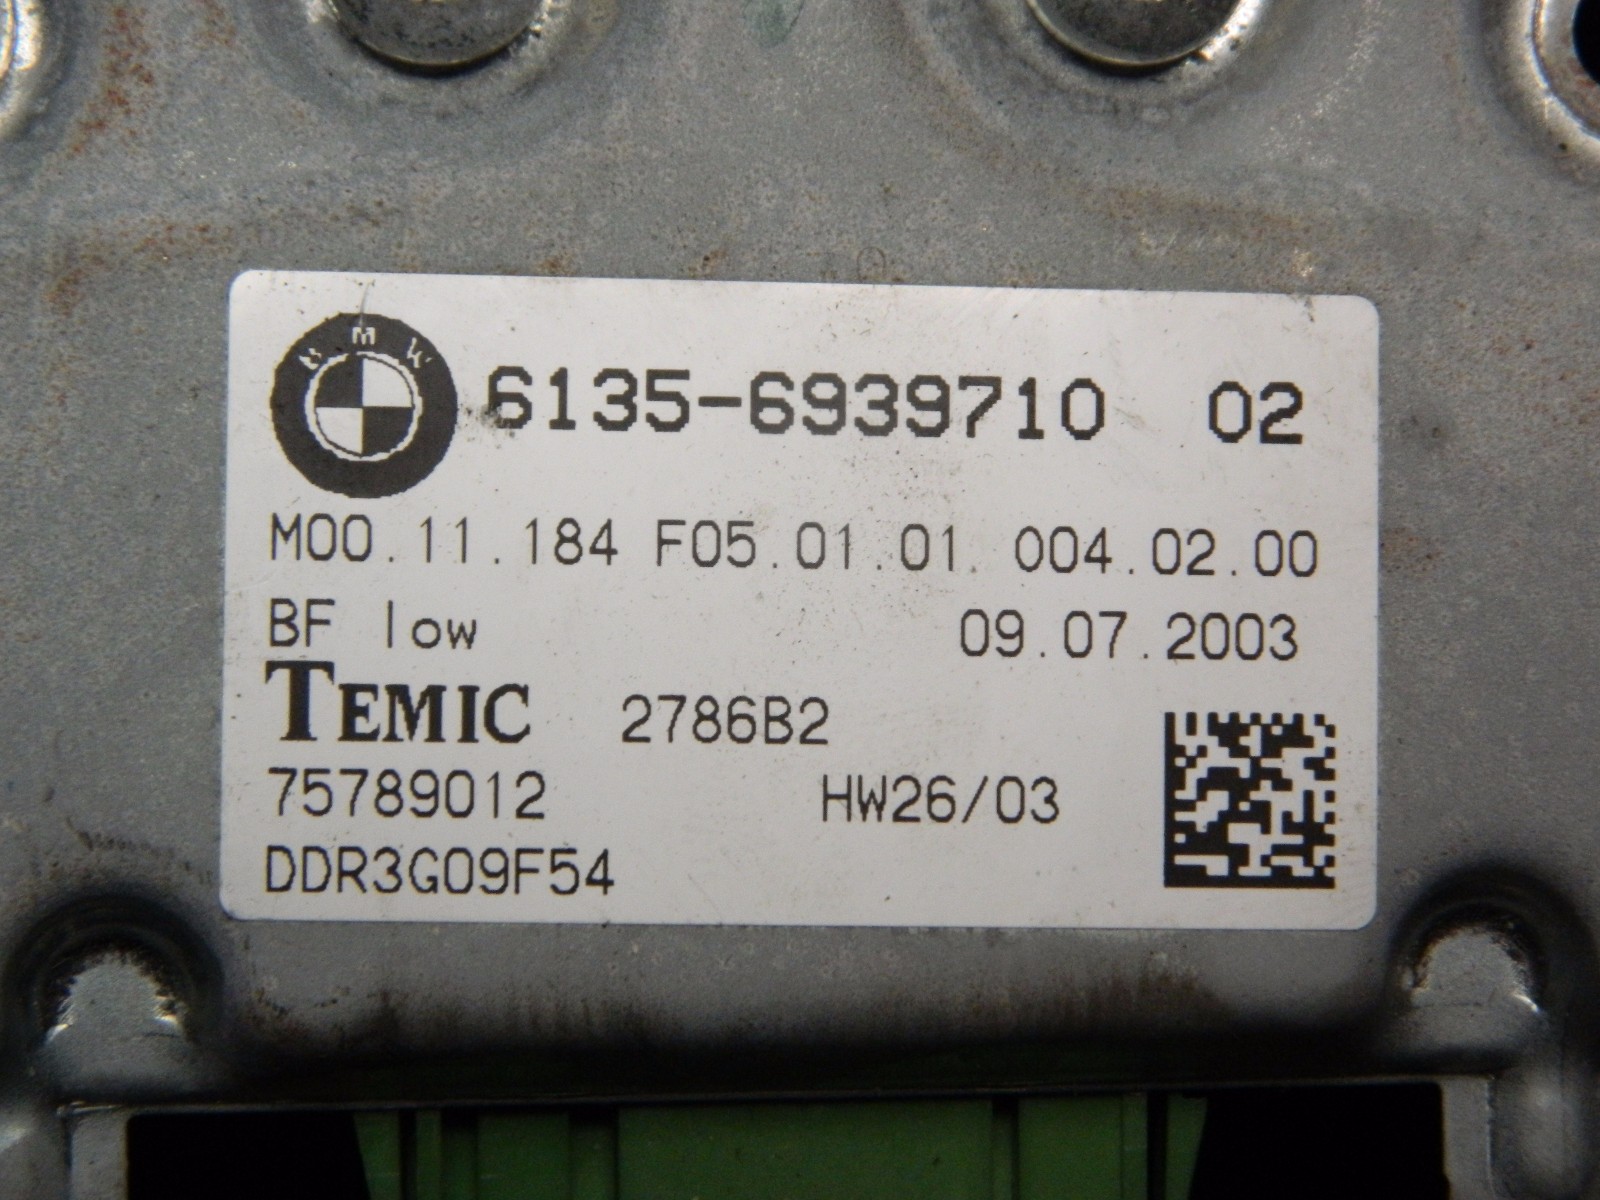 BMW
6135-6939710 02
M00.11.184 F05.01.01. 004.02.00
BF low 09.07.2003
TEMIC 2786B2
75789012 HW26/03
DDR3G09F54